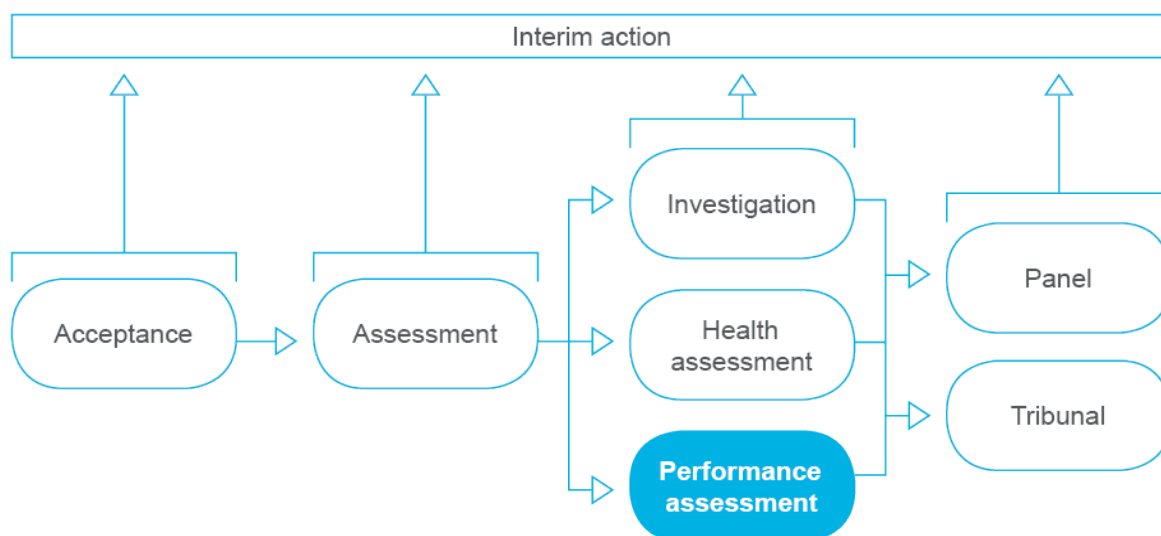 Interim action
Acceptance
Assessment
Investigation
Health
assessment
Performance
assessment
Panel
Tribunal